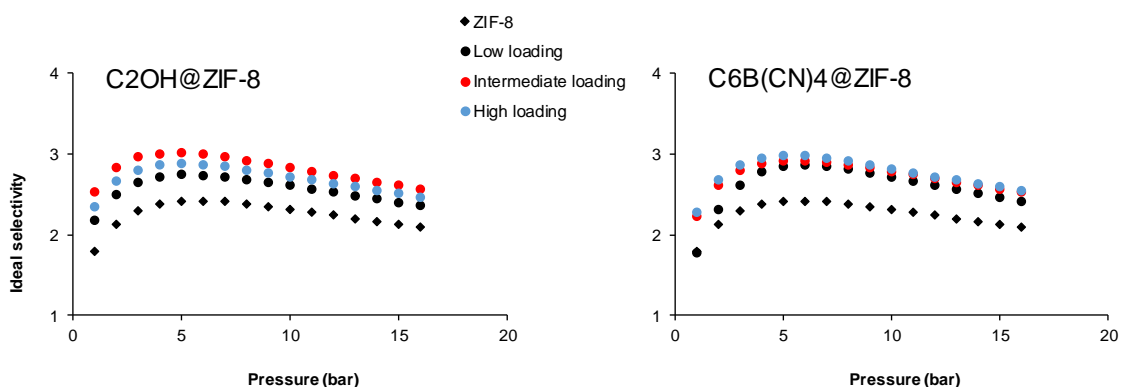 ZIF-8
Low loading
Intermediate loading
High loading
C2OH@ZIF-8
4
3
2
1
0
5
10
15
20
Ideal selectivity
Pressure (bar)
C6B(CN)4@ZIF-8
4
3
2
1
0
5
10
15
20
Pressure (bar)